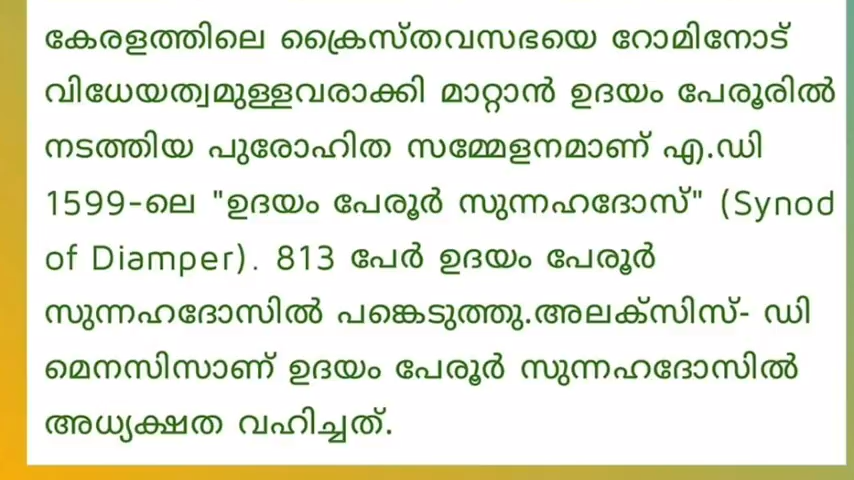 കേരളത്തിലെ ക്രൈസ്തവസഭയെ റോമിനോട്
വിധേയത്വമുള്ളവരാക്കി മാറ്റാൻ ഉദയം പേരൂരിൽ
നടത്തിയ പുരോഹിത സമ്മേളനമാണ് എ.ഡി
1599-ലെ "ഉദയം പേരൂർ സുന്നഹദോസ്" (Synod
of Diamper). 813 പേർ ഉദയം പേരൂർ
സുന്നഹദോസിൽ പങ്കെടുത്തു.അലക്സിസ്- ഡി
മെനസിസാണ് ഉദയം പേരൂർ സുന്നഹദോസിൽ
അധ്യക്ഷത വഹിച്ചത്.